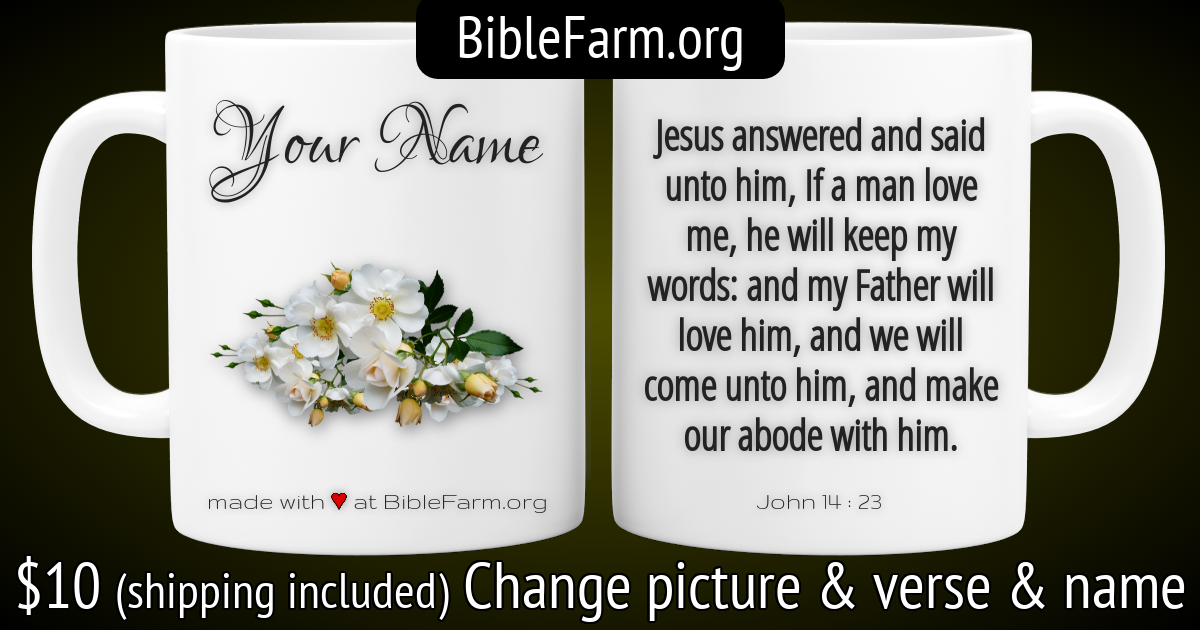 BibleFarm.org
Your Name
made with ♥ at BibleFarm.org
Jesus answered and said
unto him, If a man love
me, he will keep my
words: and my Father will
love him, and we will
come unto him, and make
our abode with him.
John 14 : 23
$10 (shipping included) Change picture & verse & name